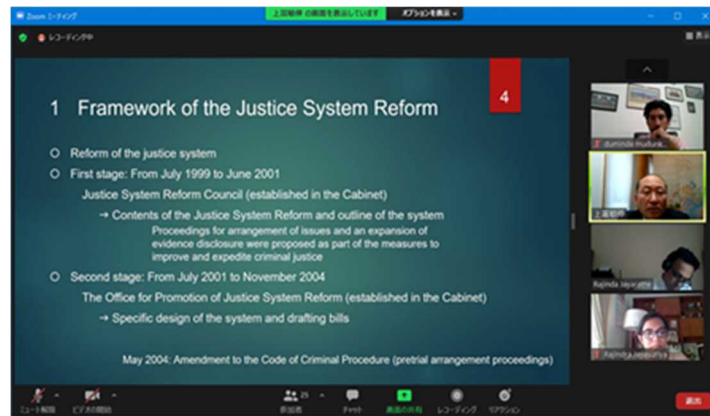 Zoom ミーティング
上冨敏伸 の画面を表示しています
オプションを表示
レコーディング中
表示
4
1 Framework of the Justice System Reform
Reform of the justice system
First stage: From July 1999 to June 2001
Justice System Reform Council (established in the Cabinet)
→ Contents of the Justice System Reform and outline of the system
Proceedings for arrangement of issues and an expansion of
evidence disclosure were proposed as part of the measures to
improve and expedite criminal justice
Second stage: From July 2001 to November 2004
The Office for Promotion of Justice System Reform (established in the Cabinet)
→ Specific design of the system and drafting bills
May 2004: Amendment to the Code of Criminal Procedure (pretrial arrangement proceedings)
上冨敏伸
Rajinda
Rajindra Jayasuriya
ミュート解除
ビデオの開始
25
参加者
チャット
画面の共有
レコーディング
リアクション
退出